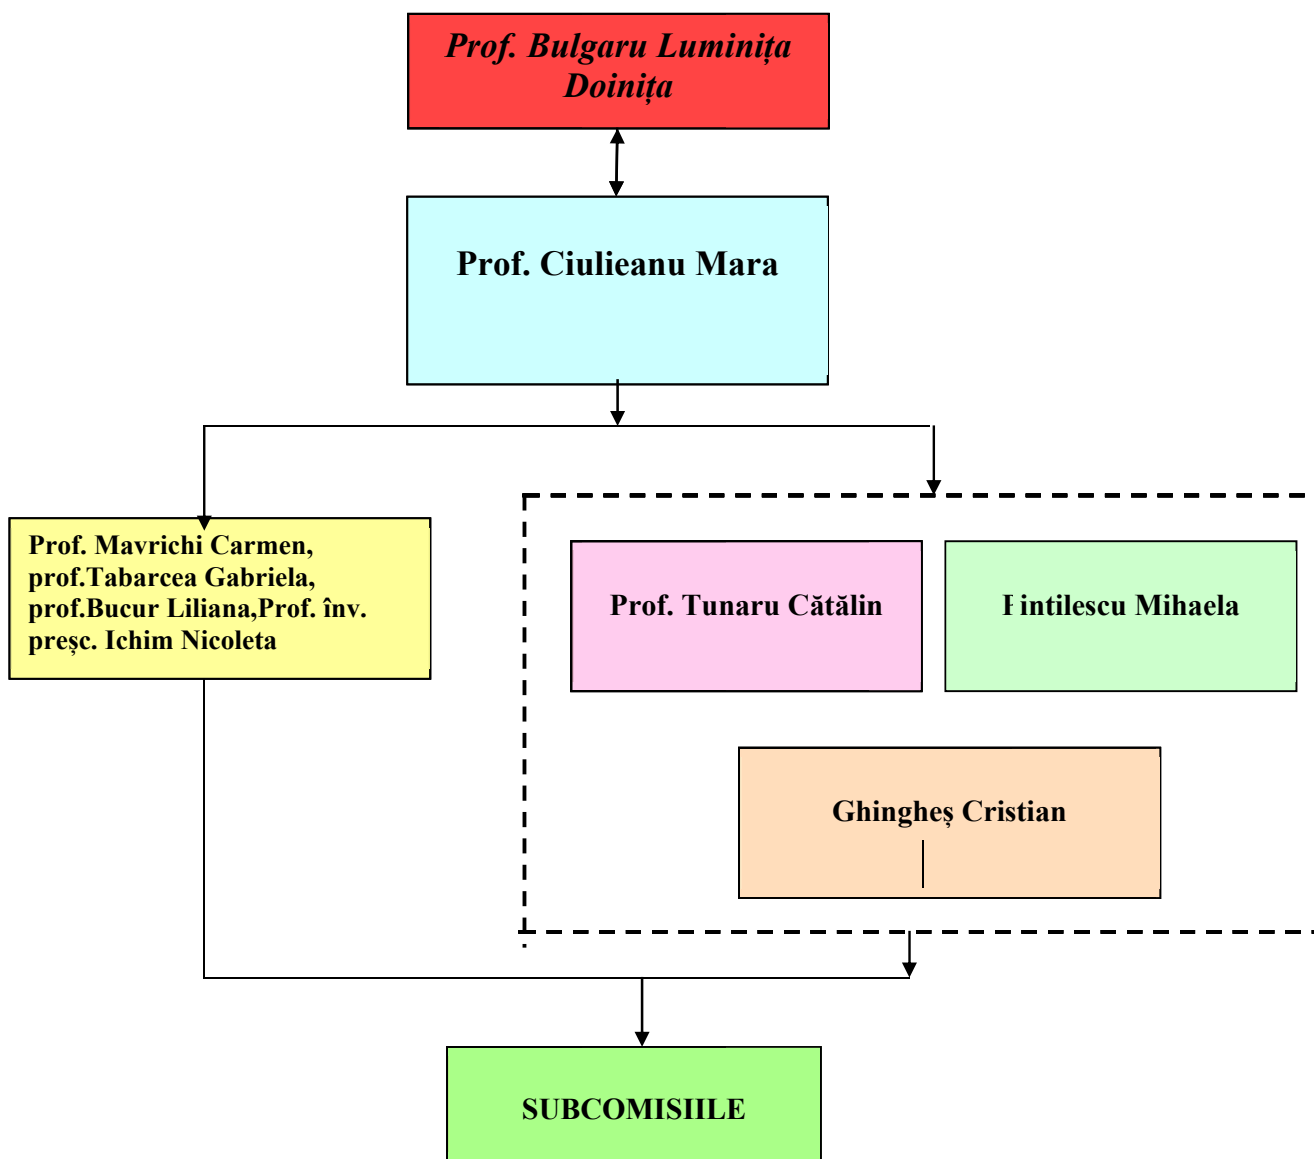 Prof. Bulgaru Luminița
Doinița
Prof. Ciulieanu Mara
Prof. Mavrichi Carmen,
prof.Tabarcea Gabriela,
prof.Bucur Liliana,Prof. înv.
preșc. Ichim Nicoleta
Prof. Tunaru Cătălin
Mihaela
Ghingheș Cristian
SUBCOMISIILE